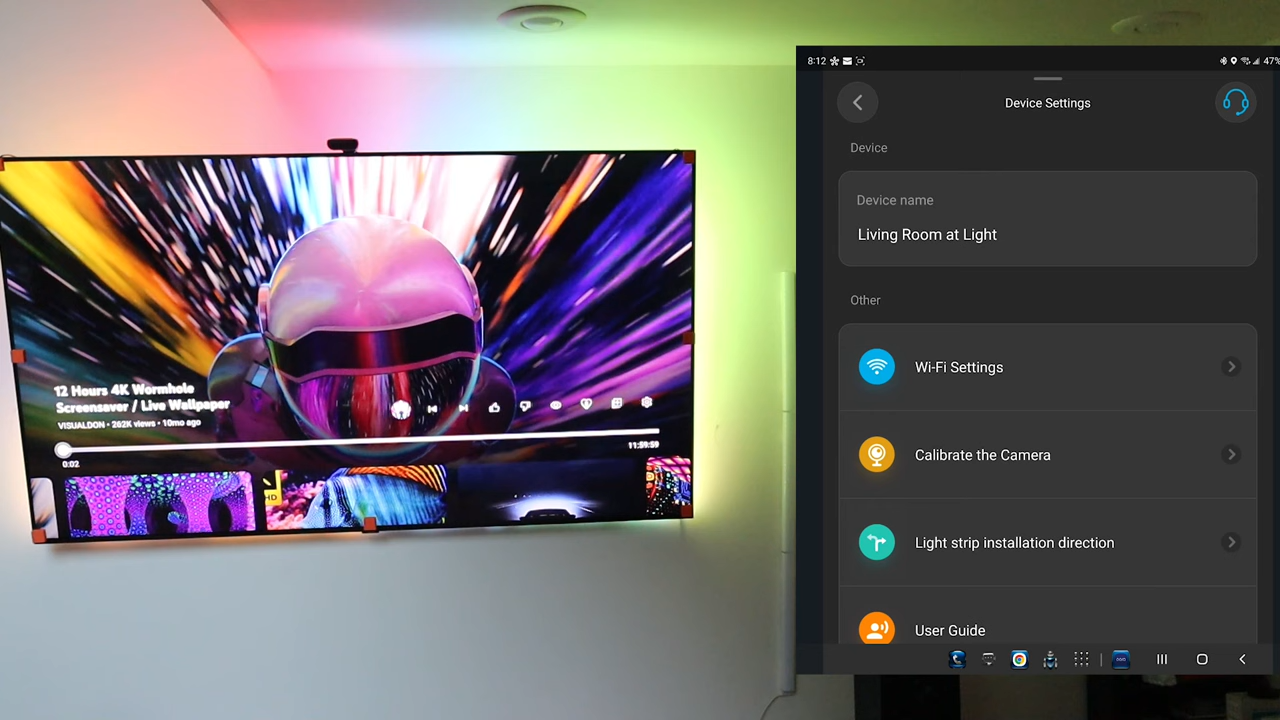 12 Hours 4K Wormhole
Screensaver / Live Wallpaper
VISUALDON • 262K views • 10mo ago
0:02
11:59:59
HD
8:12
47%
Device Settings
Device
Device name
Living Room at Light
Other
Wi-Fi Settings
Calibrate the Camera
Light strip installation direction
User Guide